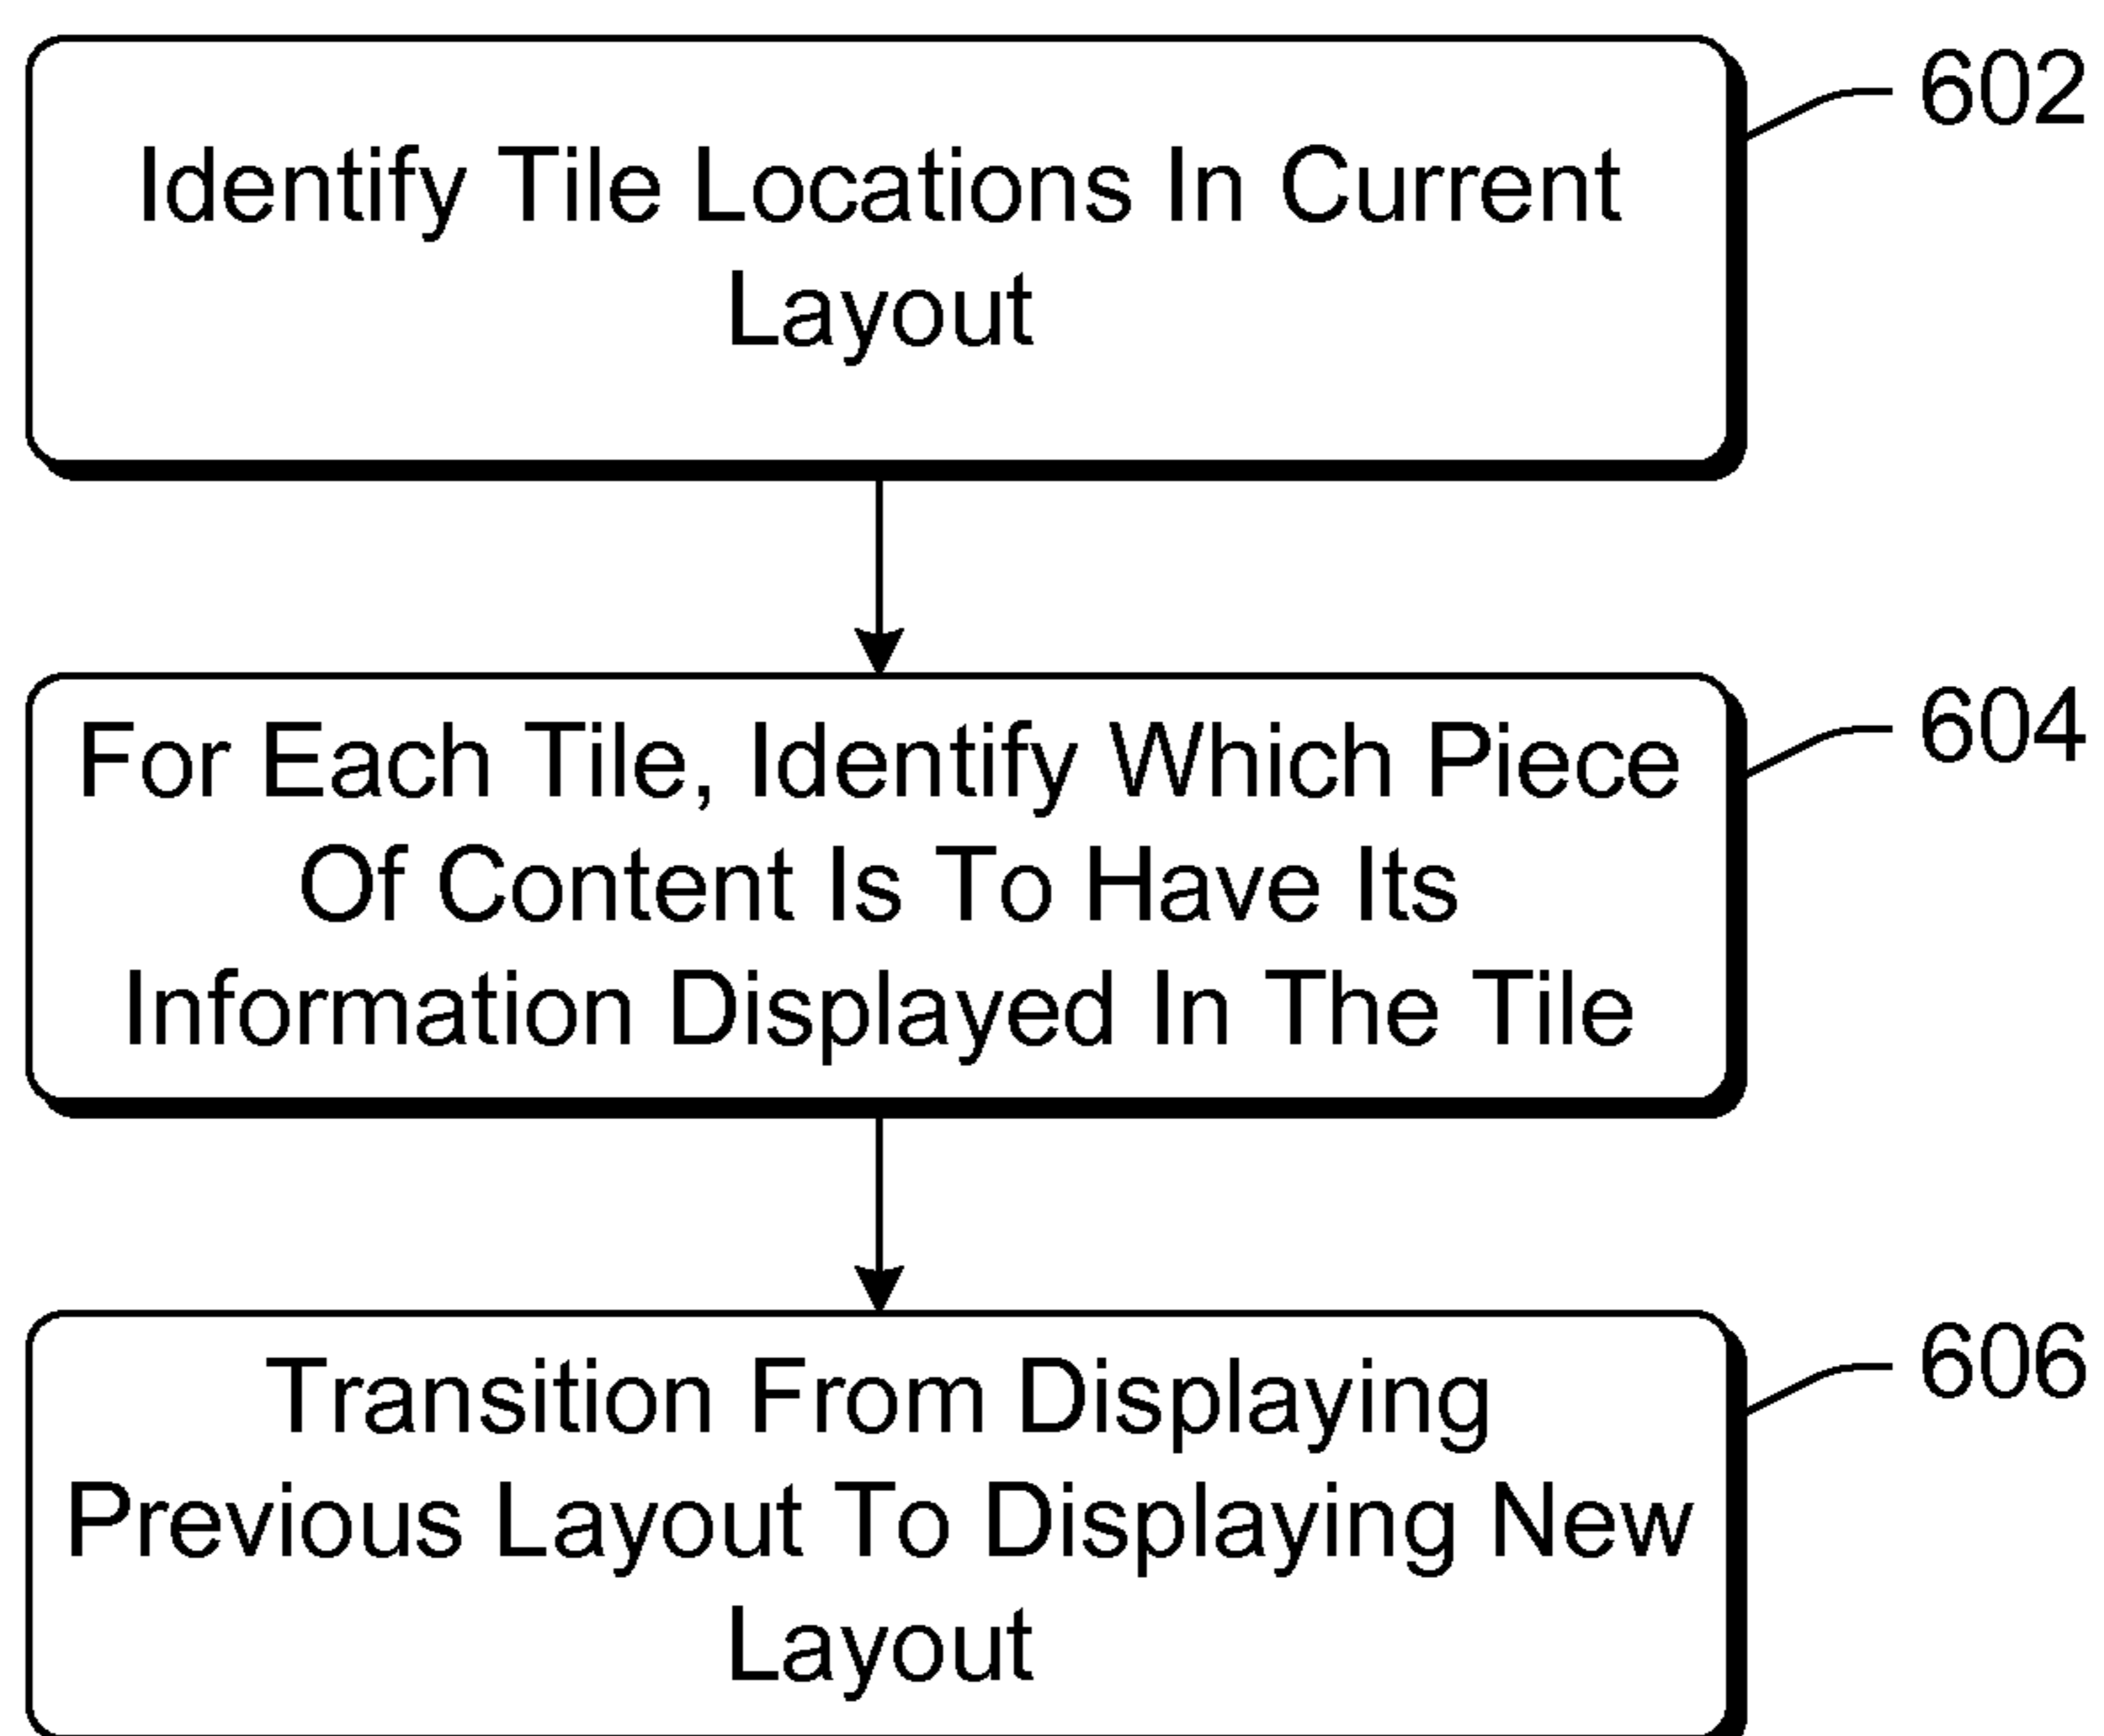 602
Identify Tile Locations In Current
Layout
604
For Each Tile, Identify Which Piece
Of Content Is To Have Its
Information Displayed In The Tile
606
Transition From Displaying
Previous Layout To Displaying New
Layout